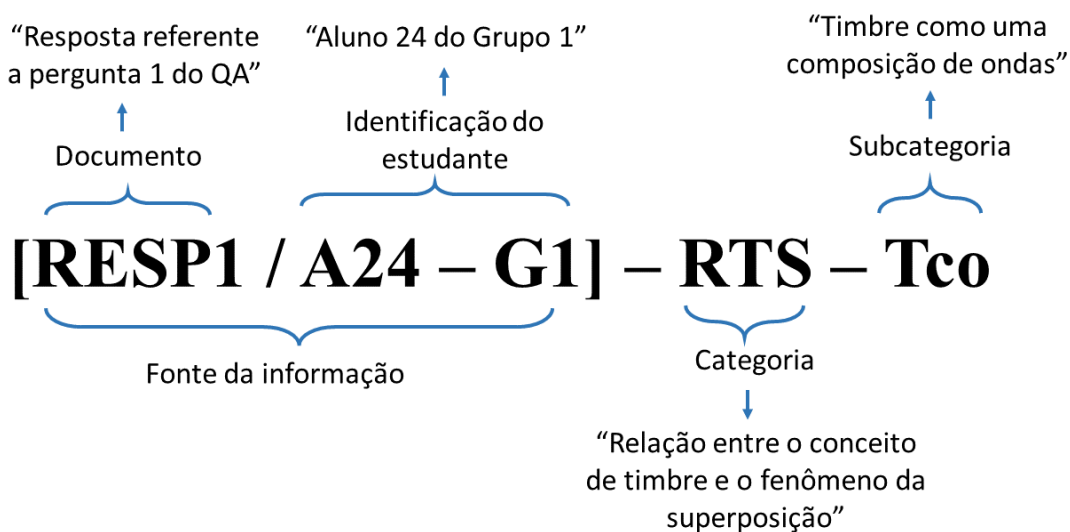 “Resposta referente
a pergunta 1 do QA”
“Aluno 24 do Grupo 1”
“Timbre como uma
composição de ondas”
Documento
Identificação do
estudante
Subcategoria
[RESP1 / A24 – G1] – RTS – Tco
Fonte da informação
Categoria
“Relação entre o conceito
de timbre e o fenômeno da
superposição”